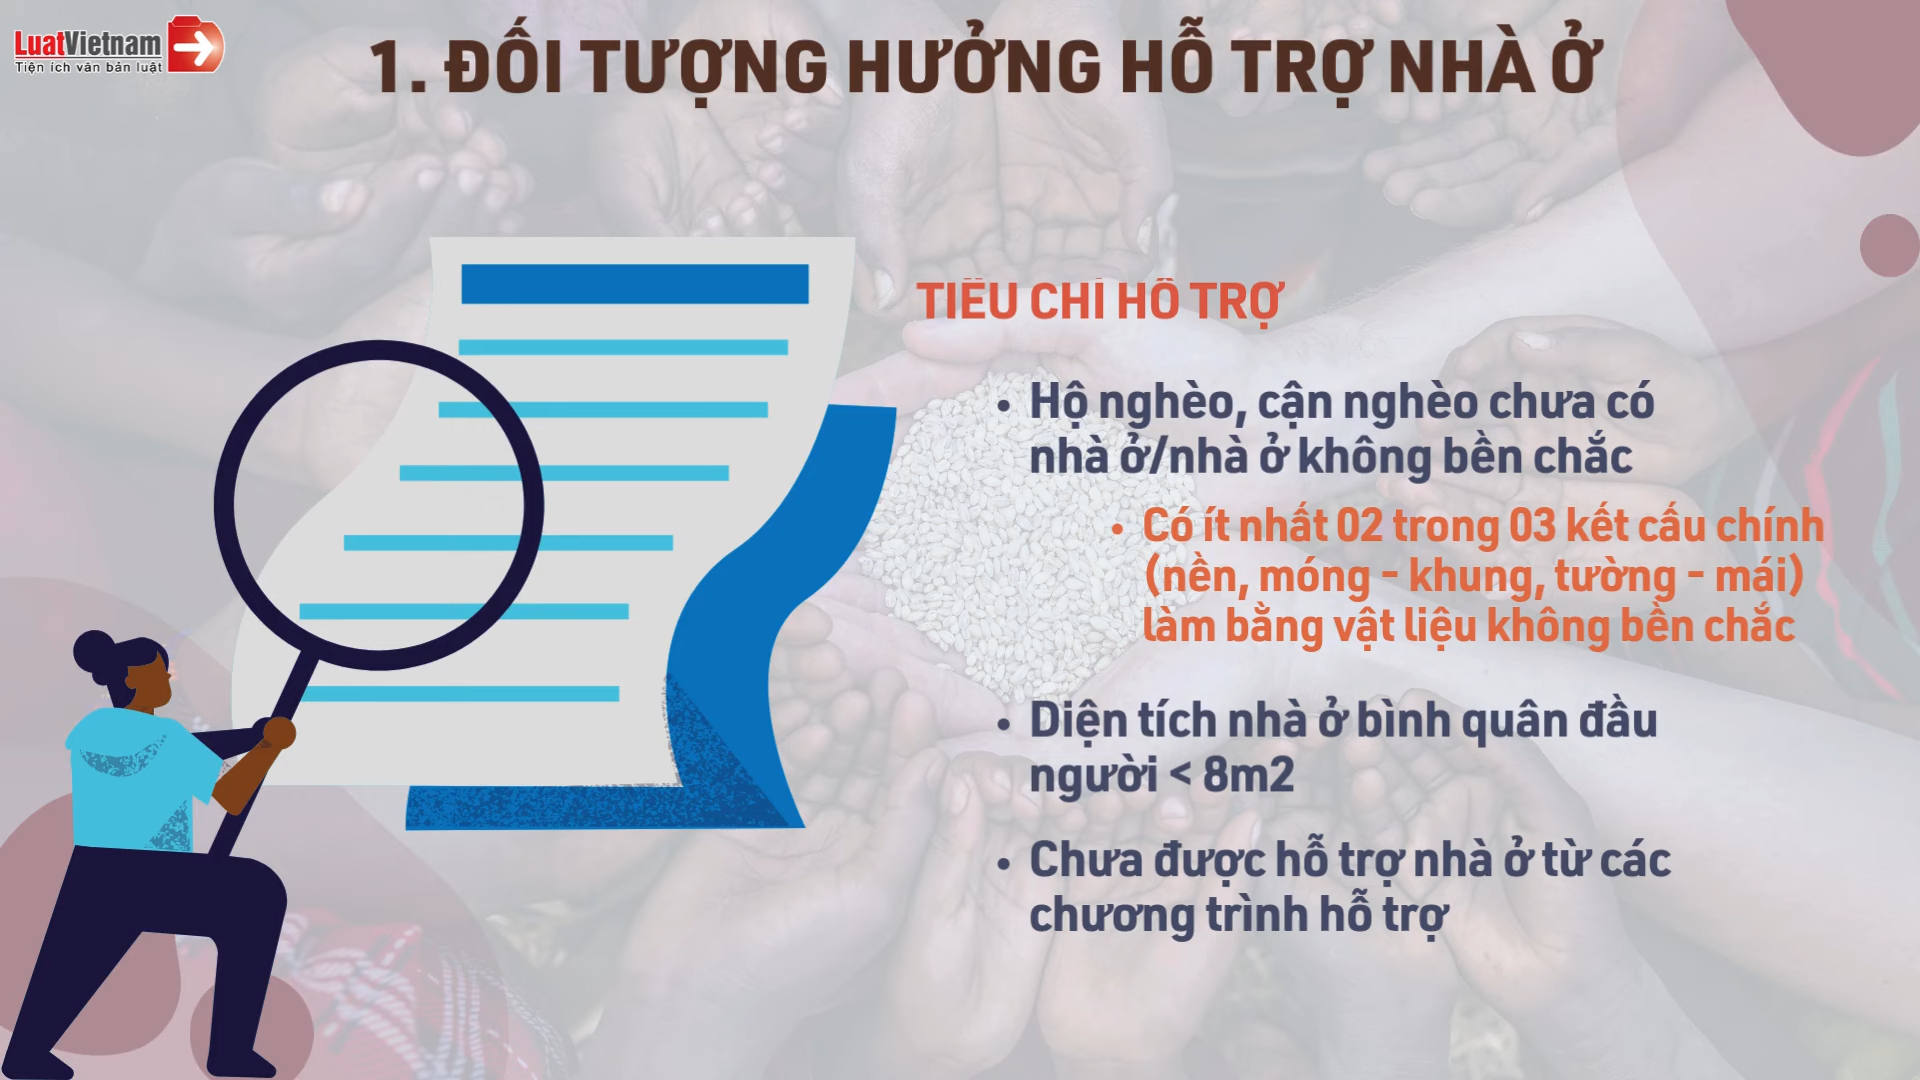 LuatVietnam
Tiện ích văn bản luật
1. ĐỐI TƯỢNG HƯỞNG HỖ TRỢ NHÀ Ở
TIÊU CHÍ HỖ TRỢ
• Hộ nghèo, cận nghèo chưa có
nhà ở/nhà ở không bền chắc
• Có ít nhất 02 trong 03 kết cấu chính
(nền, móng - khung, tường - mái)
làm bằng vật liệu không bền chắc
• Diện tích nhà ở bình quân đầu
người < 8m2
• Chưa được hỗ trợ nhà ở từ các
chương trình hỗ trợ